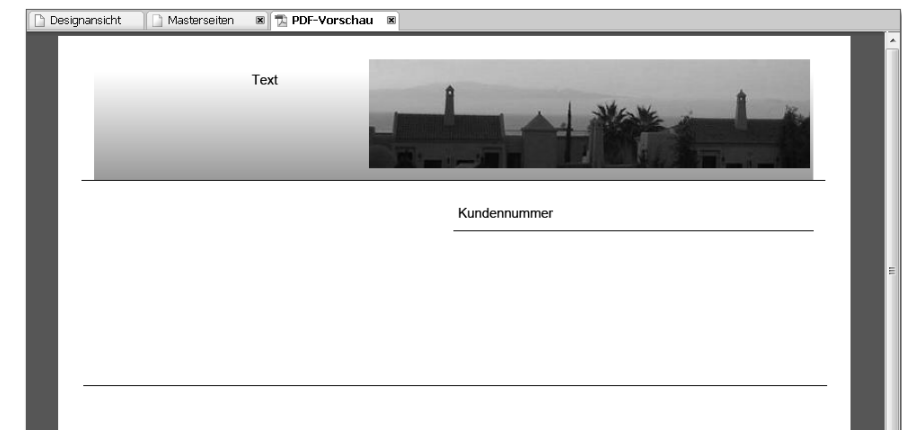 Designansicht
Masterseiten
PDF-Vorschau
Text
Kundennummer